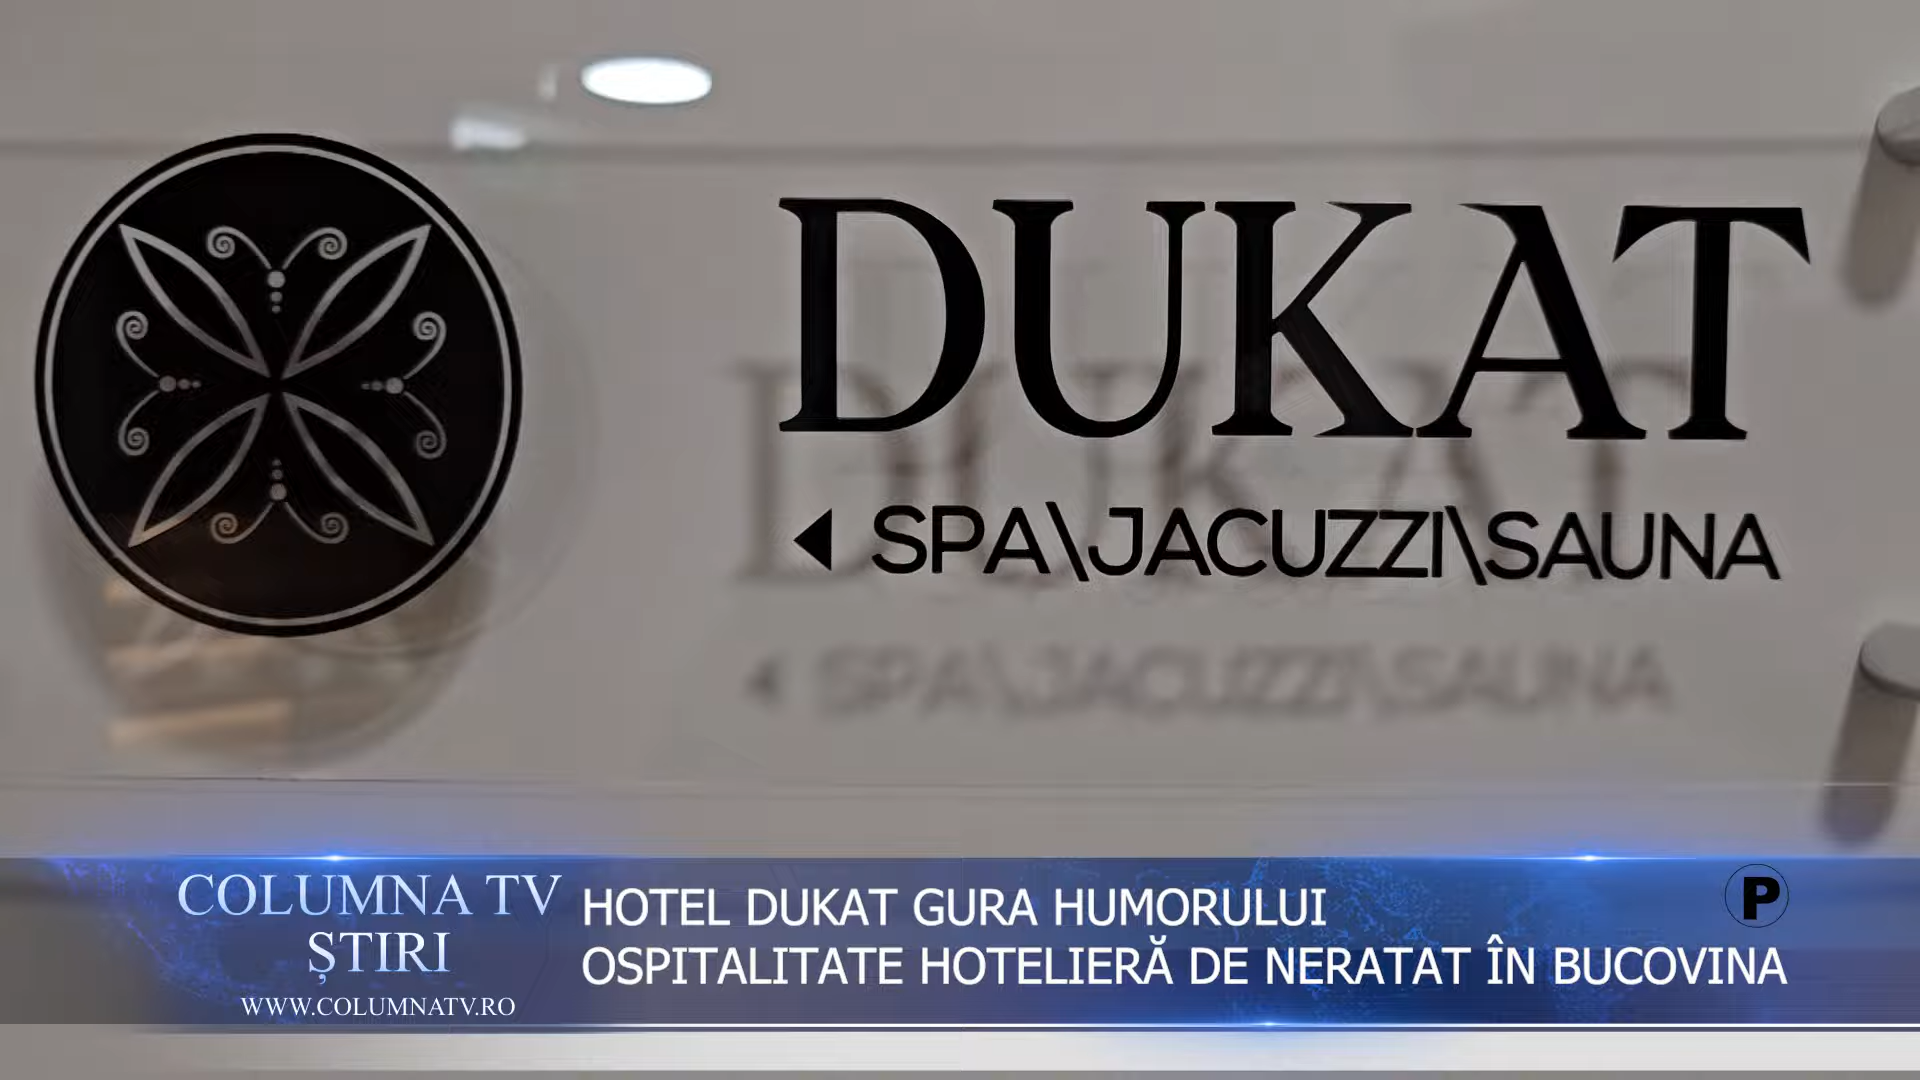 DUKAT
SPA\JACUZZI\SAUNA
COLUMNA TV
ȘTIRI
WWW.COLUMNATV.RO
HOTEL DUKAT GURA HUMORULUI
OSPITALITATE HOTELIERĂ DE NERATAT ÎN BUCOVINA
P